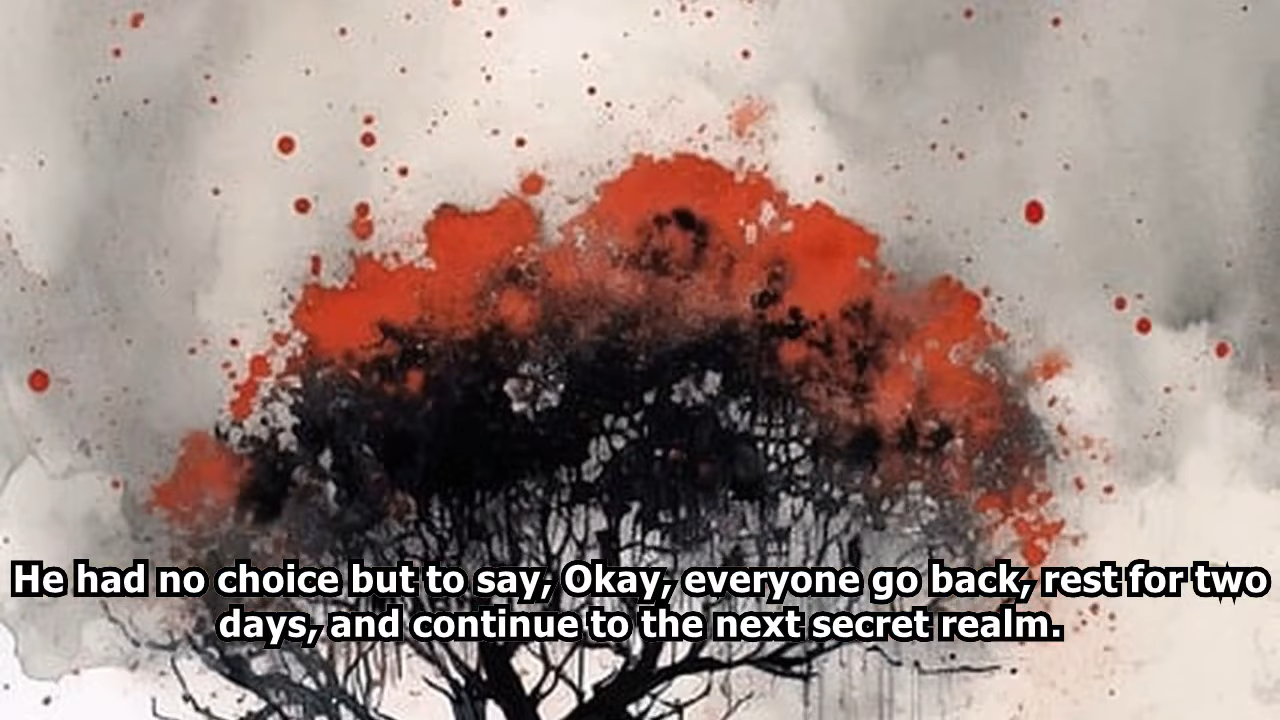 He had no choice but to say, Okay, everyone go back, rest for two
days, and continue to the next secret realm.